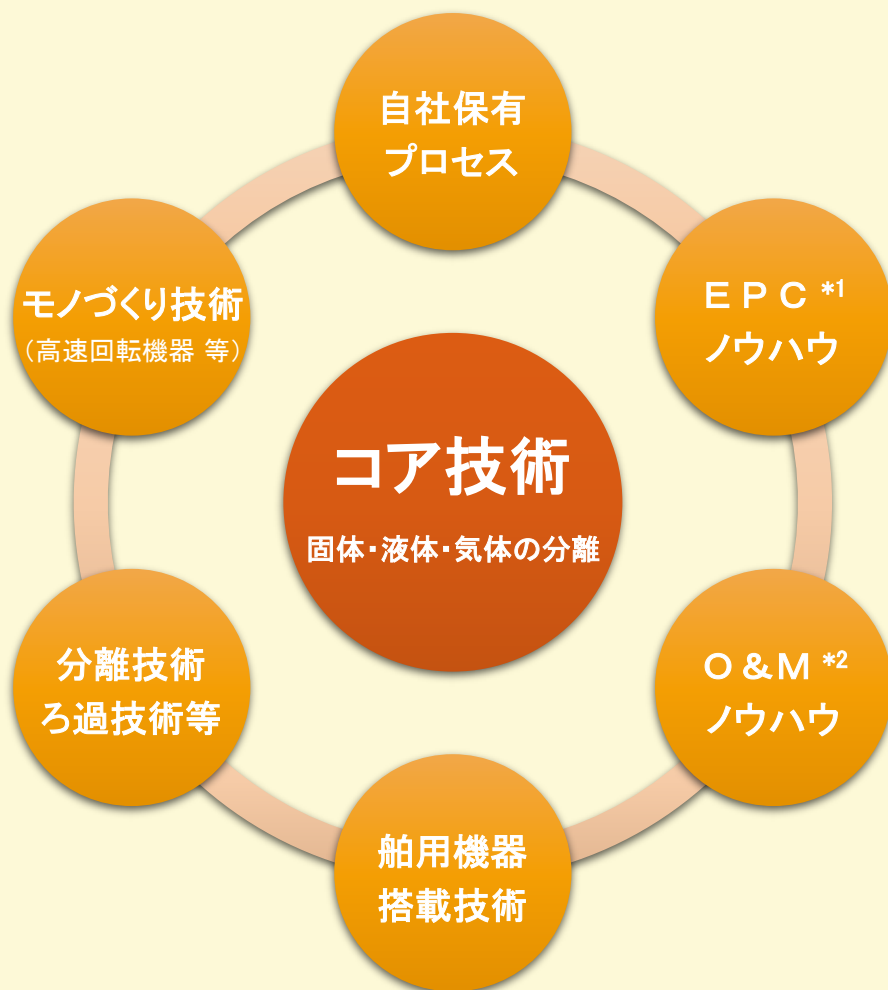 自社保有
プロセス
ＥＰＣ *1
ノウハウ
Ｏ＆Ｍ *2
ノウハウ
舶用機器
搭載技術
分離技術
ろ過技術等
モノづくり技術
（高速回転機器 等）
コア技術
固体・液体・気体の分離